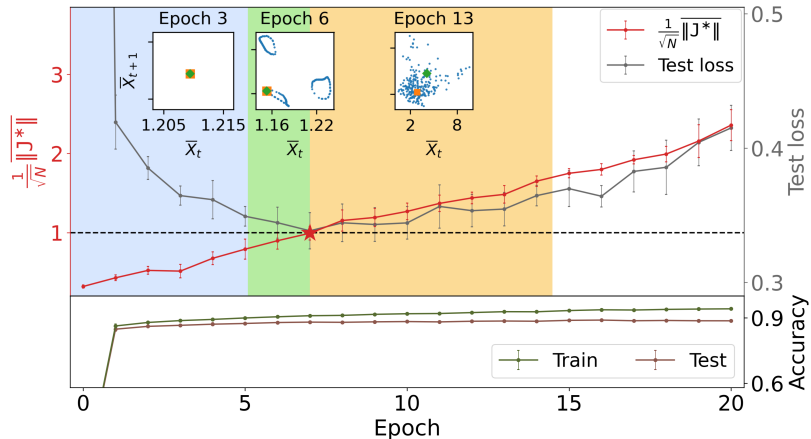 Epoch 3
Epoch 6
Epoch 13
X̅ₜ₊₁
1.205 1.215
X̅ₜ
1.16 1.22
X̅ₜ
2 8
X̅ₜ
1/√N ‖J*‖
Test loss
3
2
1
1/√N ‖J*‖
0.5
0.4
0.3
Test loss
Train Test
0.9
0.6
Accuracy
0 5 10 15 20
Epoch